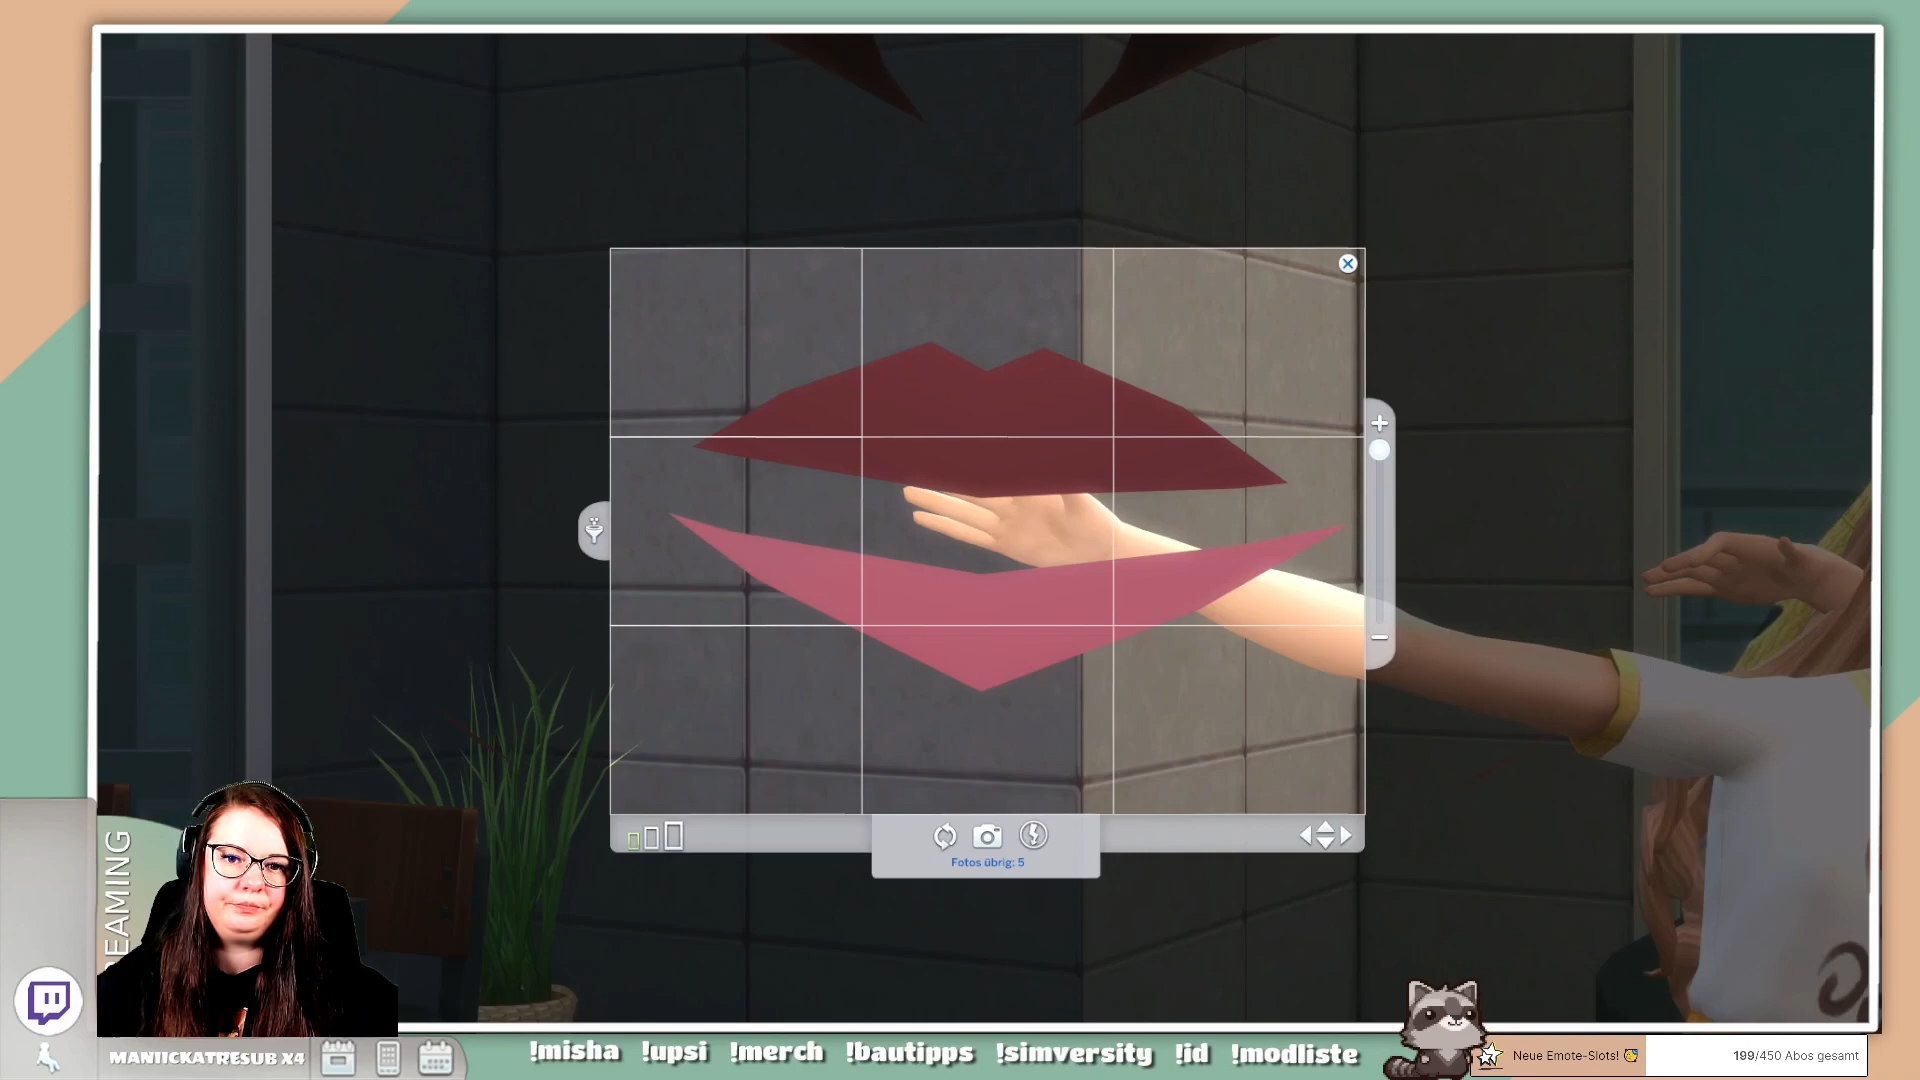 Fotos übrig: 5
EAMING
MANIICKATRESUB X4
!misha !upsi !merch !bautipps !simversity !id !modliste
Neue Emote-Slots!
199/450 Abos gesamt